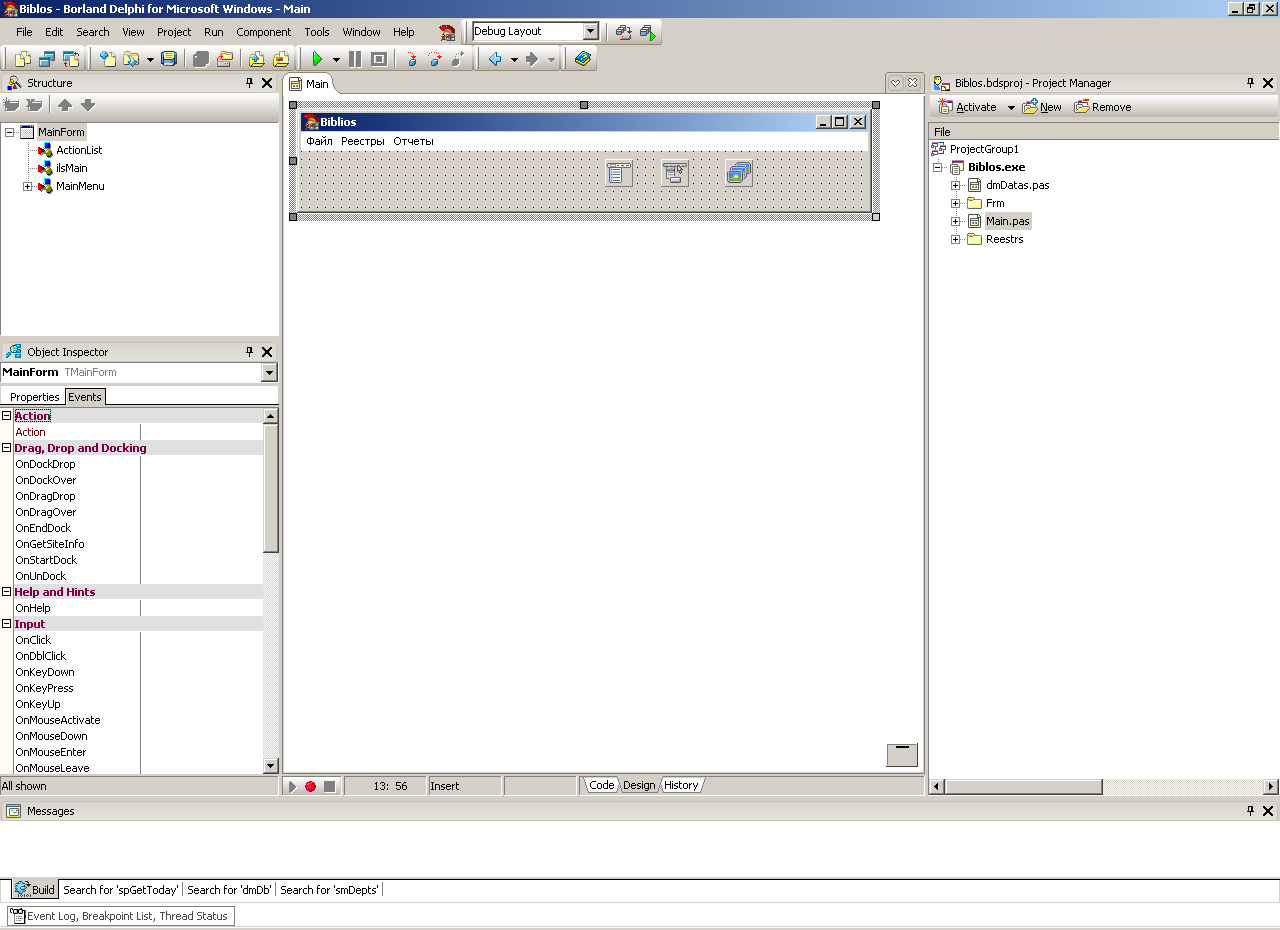 Biblos - Borland Delphi for Microsoft Windows - Main
File Edit Search View Project Run Component Tools Window Help
Debug Layout
Structure
MainForm
ActionList
ilsMain
MainMenu
Object Inspector
MainForm TMainForm
Properties Events
Action
Action
Drag, Drop and Docking
OnDockDrop
OnDockOver
OnDragDrop
OnDragOver
OnEndDock
OnGetSiteInfo
OnStartDock
OnUnDock
Help and Hints
OnHelp
Input
OnClick
OnDblClick
OnKeyDown
OnKeyPress
OnKeyUp
OnMouseActivate
OnMouseDown
OnMouseEnter
OnMouseLeave
All shown
Main
Biblios
Файл Реестры Отчеты
13: 56 Insert
Code Design History
Biblos.bdsproj - Project Manager
Activate New Remove
File
ProjectGroup1
Biblos.exe
dmDatas.pas
Frm
Main.pas
Reestrs
Messages
Build Search for 'spGetToday' Search for 'dmDb' Search for 'smDepts'
Event Log, Breakpoint List, Thread Status